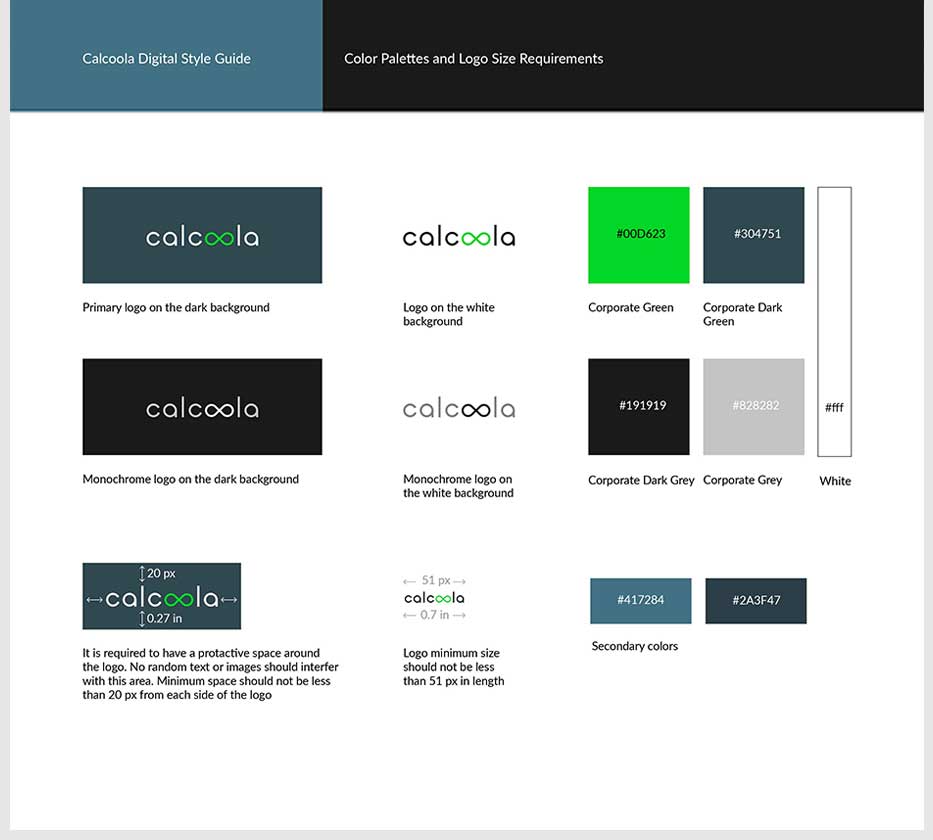 Calcoola Digital Style Guide
Color Palettes and Logo Size Requirements
calcoola
Primary logo on the dark background
calcoola
Logo on the white
background
#00D623
Corporate Green
#304751
Corporate Dark
Green
calcoola
Monochrome logo on the dark background
calcoola
Monochrome logo on
the white background
#191919
Corporate Dark Grey
#828282
Corporate Grey
#fff
White
20 px
calcoola
0.27 in
It is required to have a protactive space around
the logo. No random text or images should interfer
with this area. Minimum space should not be less
than 20 px from each side of the logo
51 px
calcoola
0.7 in
Logo minimum size
should not be less
than 51 px in length
#417284
#2A3F47
Secondary colors